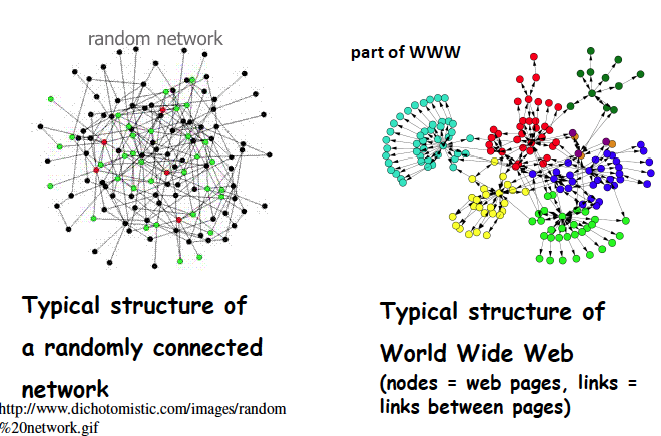 random network
part of WWW
Typical structure of
a randomly connected
network
http://www.dichotomistic.com/images/random
%20network.gif
Typical structure of
World Wide Web
(nodes = web pages, links =
links between pages)